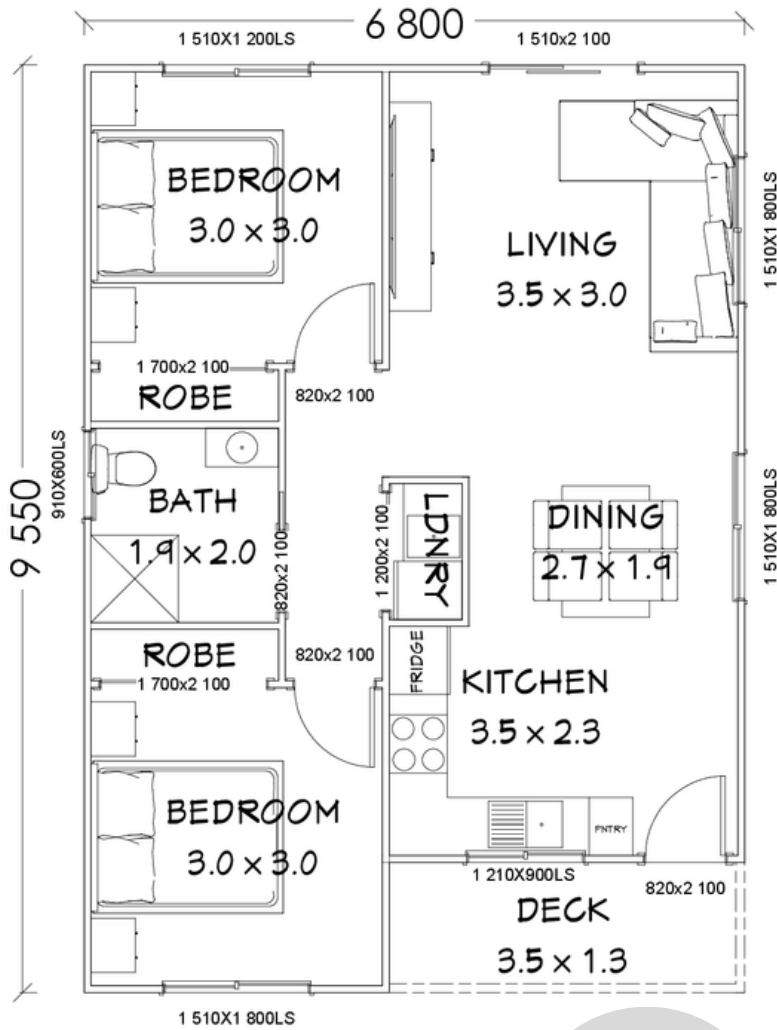 6 800
1 510X1 200LS
1 510x2 100
BEDROOM
3.0 x 3.0
LIVING
3.5 x 3.0
1 510X1 800LS
1 700x2 100
ROBE
820x2 100
9 550
910X600LS
BATH
1.9 x 2.0
820x2 100
1 200x2 100
LDNRY
DINING
2.7 x 1.9
1 510X1 800LS
ROBE
1 700x2 100
820x2 100
FRIDGE
KITCHEN
3.5 x 2.3
BEDROOM
3.0 x 3.0
PNTRY
1 210X900LS
820x2 100
DECK
3.5 x 1.3
1 510X1 800LS